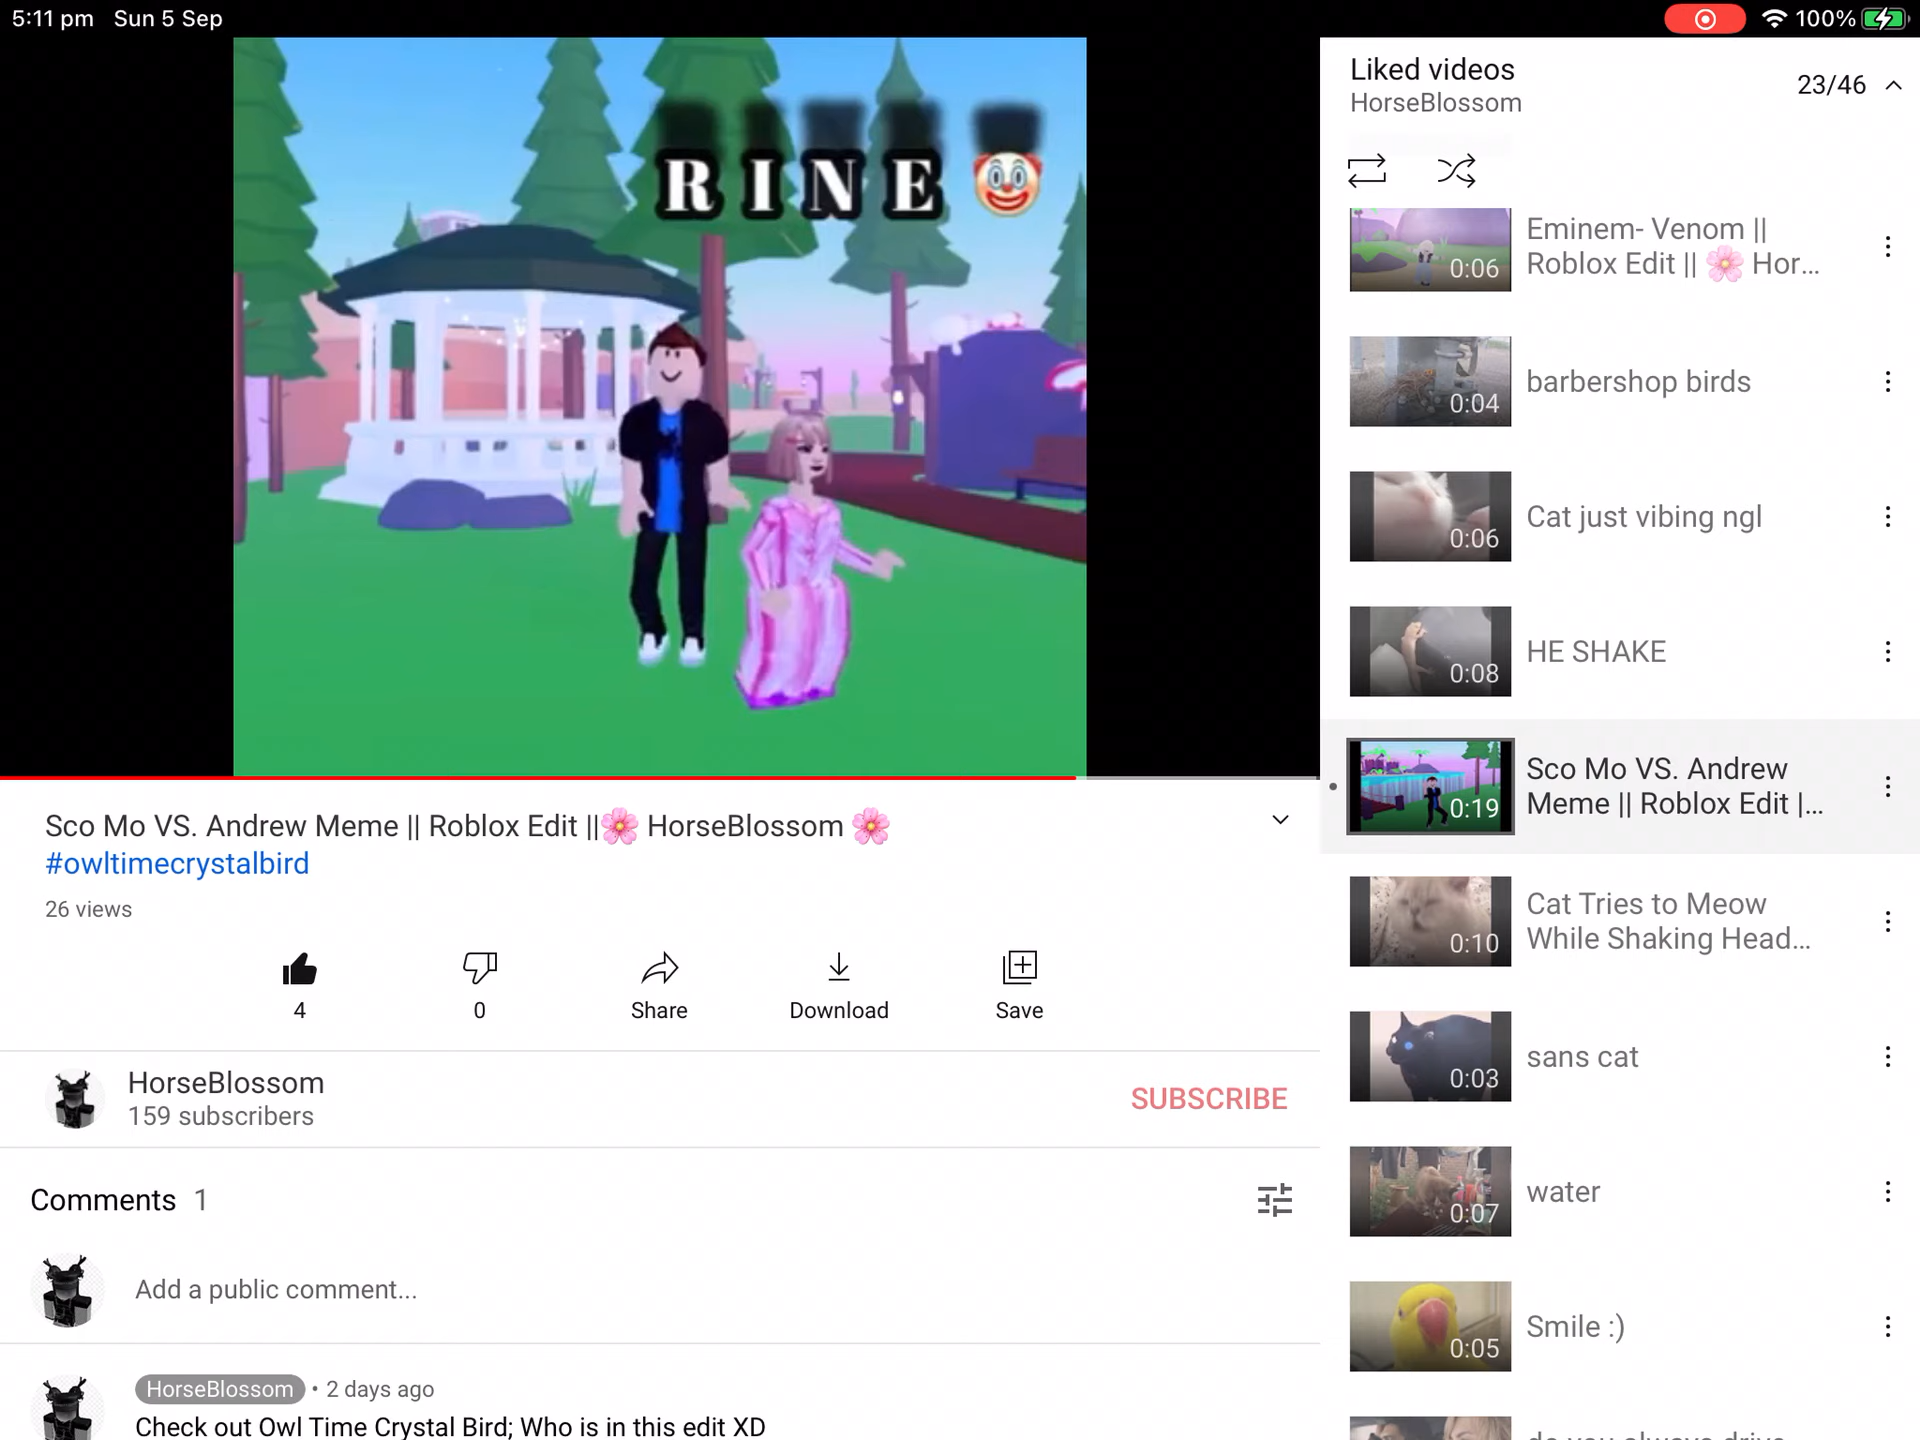 5:11 pm Sun 5 Sep
100%
RINE 🤡
Liked videos
HorseBlossom
23/46
Eminem- Venom ||
Roblox Edit || 🌸 Hor...
0:06
barbershop birds
0:04
Cat just vibing ngl
0:06
HE SHAKE
0:08
Sco Mo VS. Andrew
Meme || Roblox Edit |...
0:19
Cat Tries to Meow
While Shaking Head...
0:10
sans cat
0:03
water
0:07
Smile :)
0:05
Sco Mo VS. Andrew Meme || Roblox Edit ||🌸 HorseBlossom 🌸
#owltimecrystalbird
26 views
4
0
Share
Download
Save
HorseBlossom
159 subscribers
SUBSCRIBE
Comments 1
Add a public comment...
HorseBlossom • 2 days ago
Check out Owl Time Crystal Bird; Who is in this edit XD